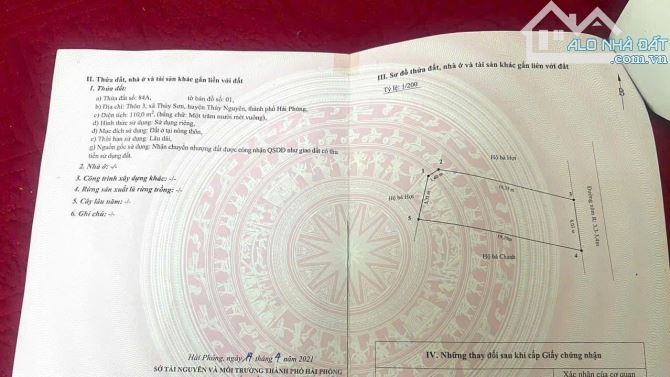 ALO NHÀ ĐẤT
.com.vn
II. Thửa đất, nhà ở và tài sản khác gắn liền với đất
1. Thửa đất:
a) Thửa đất số: 84A, tờ bản đồ số: 01,
b) Địa chỉ: Thôn 3, xã Thủy Sơn, huyện Thủy Nguyên, thành phố Hải Phòng,
c) Diện tích: 110,0 m², (bằng chữ: Một trăm mười mét vuông),
d) Hình thức sử dụng: Sử dụng riêng,
đ) Mục đích sử dụng: Đất ở tại nông thôn,
e) Thời hạn sử dụng: Lâu dài,
g) Nguồn gốc sử dụng: Nhận chuyển nhượng đất được công nhận QSDĐ như giao đất có thu
tiền sử dụng đất.
2. Nhà ở: -/-
3. Công trình xây dựng khác: -/-
4. Rừng sản xuất là rừng trồng: -/-
5. Cây lâu năm: -/-
6. Ghi chú: -/-
Hải Phòng, ngày tháng 4 năm 2021
SỞ TÀI NGUYÊN VÀ MÔI TRƯỜNG THÀNH PHỐ HẢI PHÒNG
III. Sơ đồ thửa đất, nhà ở và tài sản khác gắn liền với đất
Tỷ lệ: 1/200
Hộ bà Hợi
1
2
Hộ bà Hợi
5
4
Hộ bà Chanh
IV. Những thay đổi sau khi cấp Giấy chứng nhận
Xác nhận của cơ quan